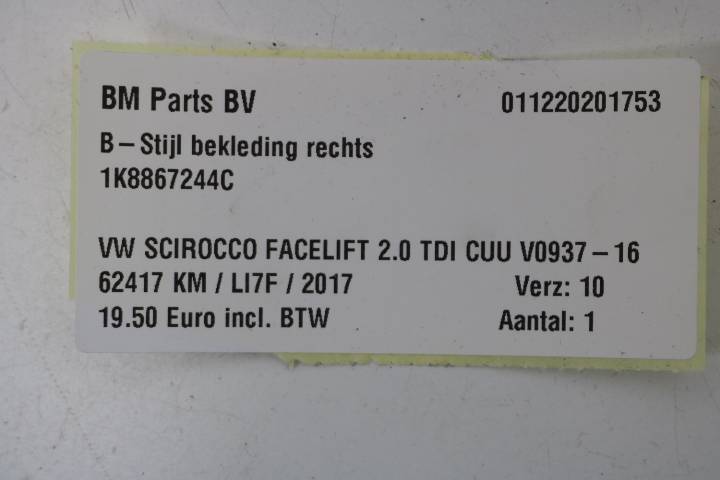 BM Parts BV 011220201753
B-Stijl bekleding rechts
1K8867244C
VW SCIROCCO FACELIFT 2.0 TDI CUU V0937-16
62417 KM / LI7F / 2017 Verz: 10
19.50 Euro incl. BTW Aantal: 1